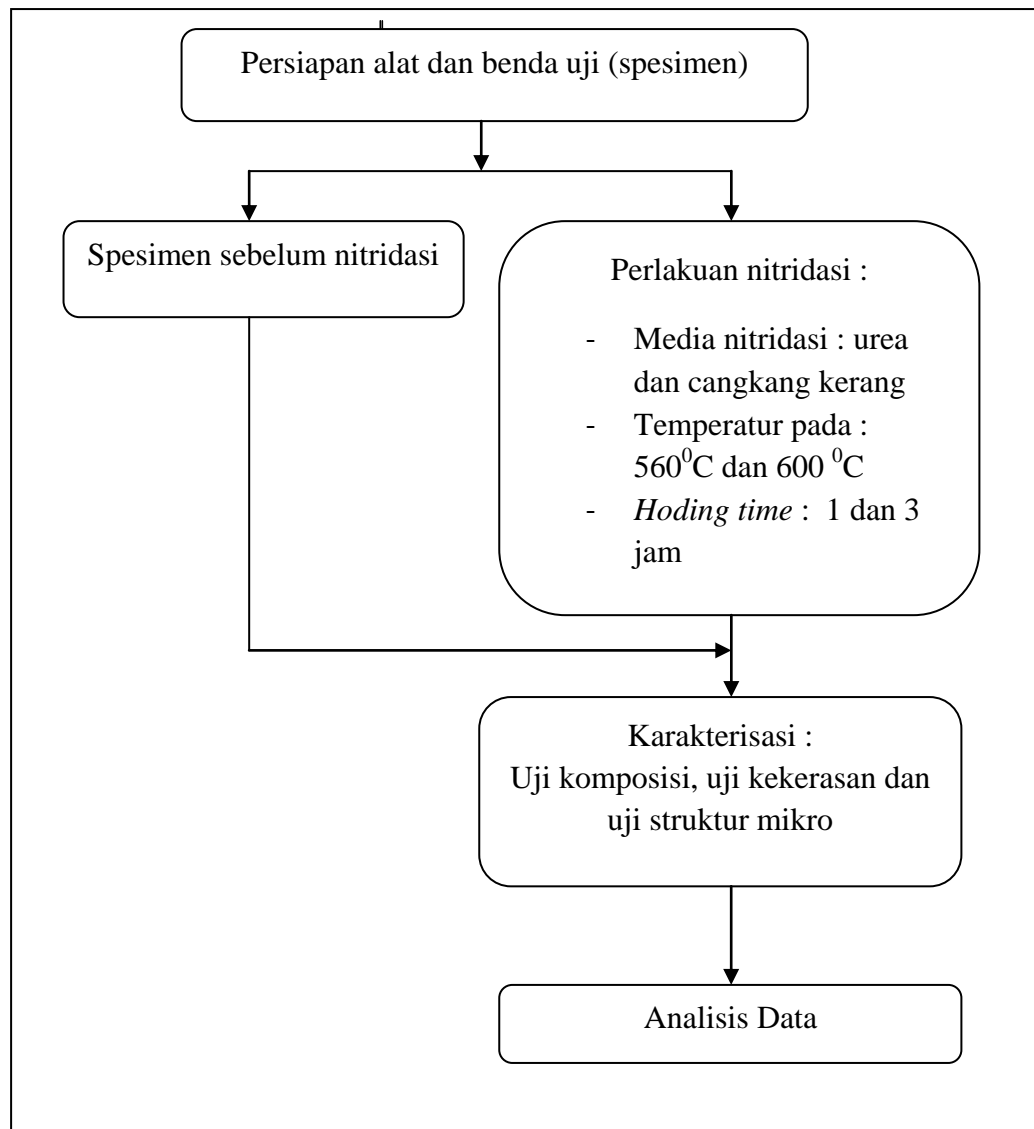 Persiapan alat dan benda uji (spesimen)
Spesimen sebelum nitridasi
Perlakuan nitridasi :
- Media nitridasi : urea
dan cangkang kerang
- Temperatur pada :
560⁰C dan 600 ⁰C
- Hoding time : 1 dan 3
jam
Karakterisasi :
Uji komposisi, uji kekerasan dan
uji struktur mikro
Analisis Data